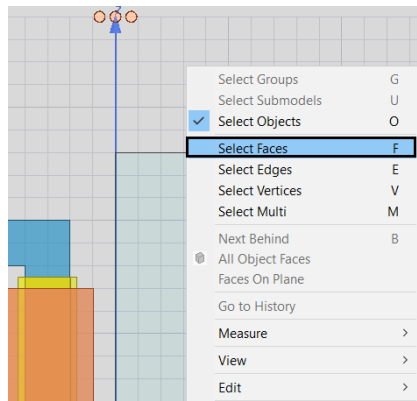 Z
Select Groups G
Select Submodels U
Select Objects O
Select Faces F
Select Edges E
Select Vertices V
Select Multi M
Next Behind B
All Object Faces
Faces On Plane
Go to History
Measure
View
Edit